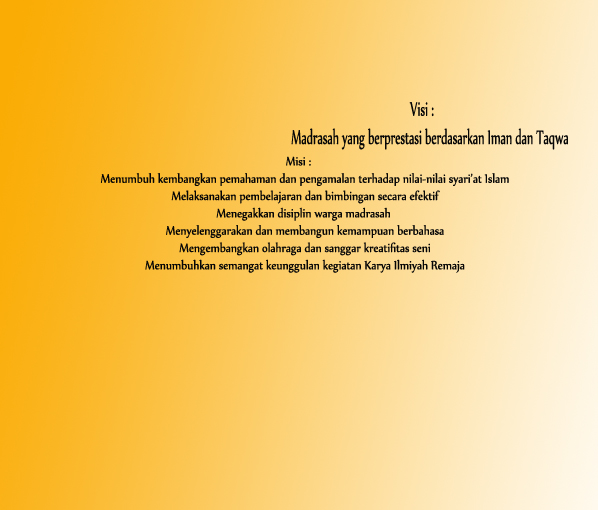 Visi :
Madrasah yang berprestasi berdasarkan Iman dan Taqwa
Misi :
Menumbuh kembangkan pemahaman dan pengamalan terhadap nilai-nilai syari'at Islam
Melaksanakan pembelajaran dan bimbingan secara efektif
Menegakkan disiplin warga madrasah
Menyelenggarakan dan membangun kemampuan berbahasa
Mengembangkan olahraga dan sanggar kreatifitas seni
Menumbuhkan semangat keunggulan kegiatan Karya Ilmiyah Remaja